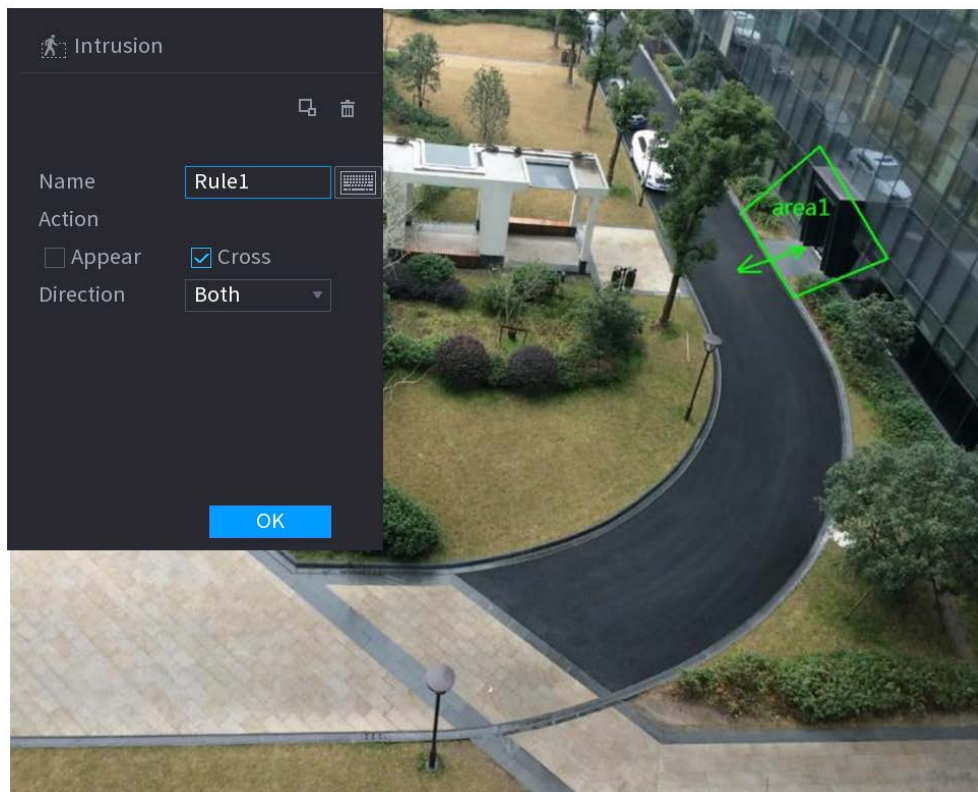 Intrusion
Name Rule1
Action
Appear Cross
Direction Both
OK
area1